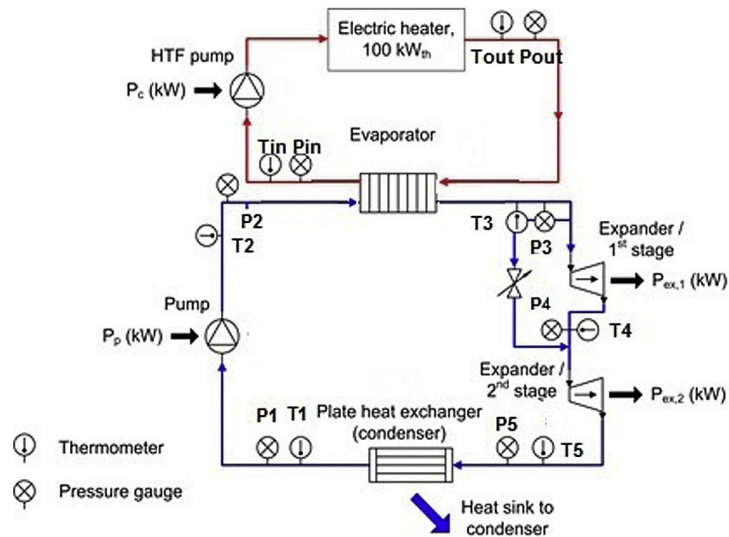 Electric heater,
100 kWth
HTF pump
Tout Pout
Pc (kW)
Evaporator
Tin Pin
P2
T2
T3
P3
Expander /
1st stage
Pex,1 (kW)
P4
T4
Pump
Pp (kW)
Expander /
2nd stage
Pex,2 (kW)
P1 T1
Plate heat exchanger
(condenser)
P5
T5
Thermometer
Pressure gauge
Heat sink to
condenser